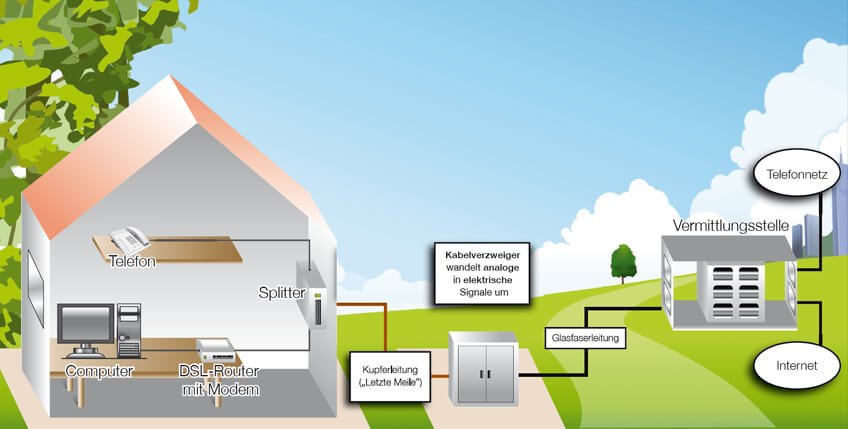 Telefonnetz
Vermittlungsstelle
Kabelverzweiger
wandelt analoge
in elektrische
Signale um
Telefon
Splitter
Glasfaserleitung
Internet
Kupferleitung
(„Letzte Meile")
Computer
DSL-Router
mit Modem